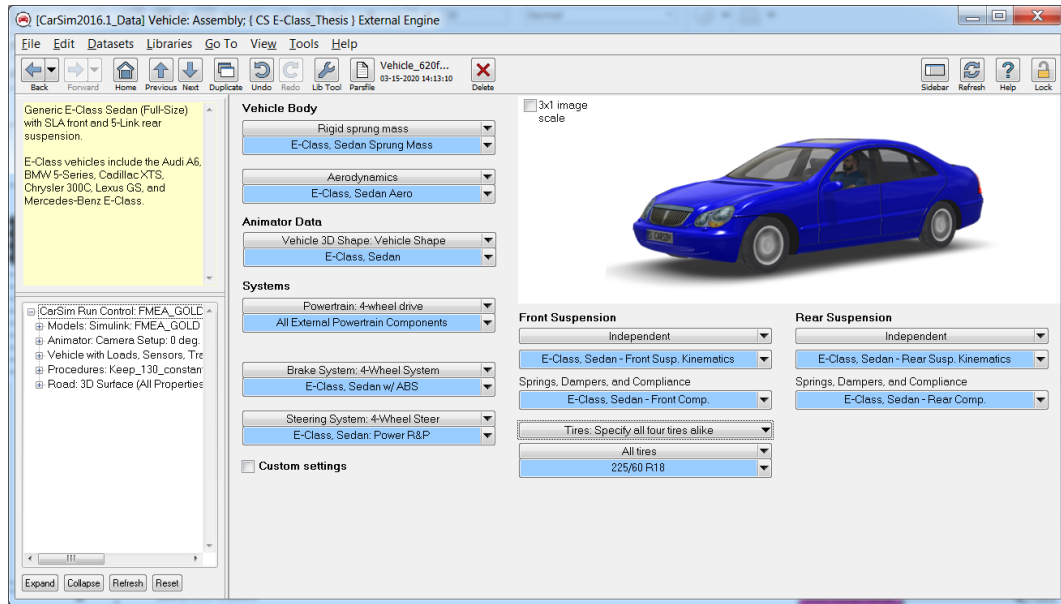 [CarSim2016.1_Data] Vehicle: Assembly; { CS E-Class_Thesis } External Engine
File Edit Datasets Libraries Go To View Tools Help
Back Forward Home Previous Next Duplicate Undo Redo Lib Tool Parsfile
Vehicle_620f...
03-15-2020 14:13:10
Delete
Sidebar Refresh Help Lock
Generic E-Class Sedan (Full-Size)
with SLA front and 5-Link rear
suspension.
E-Class vehicles include the Audi A6,
BMW 5-Series, Cadillac XTS,
Chrysler 300C, Lexus GS, and
Mercedes-Benz E-Class.
CarSim Run Control: FMEA_GOLD
Models: Simulink: FMEA_GOLD
Animator: Camera Setup: 0 deg.
Vehicle with Loads, Sensors, Tra
Procedures: Keep_130_constan
Road: 3D Surface (All Properties
Expand Collapse Refresh Reset
Vehicle Body
Rigid sprung mass
E-Class, Sedan Sprung Mass
Aerodynamics
E-Class, Sedan Aero
Animator Data
Vehicle 3D Shape: Vehicle Shape
E-Class, Sedan
Systems
Powertrain: 4-wheel drive
All External Powertrain Components
Brake System: 4-Wheel System
E-Class, Sedan w/ ABS
Steering System: 4-Wheel Steer
E-Class, Sedan: Power R&P
Custom settings
3x1 image
scale
Front Suspension
Independent
E-Class, Sedan - Front Susp. Kinematics
Springs, Dampers, and Compliance
E-Class, Sedan - Front Comp.
Tires: Specify all four tires alike
All tires
225/60 R18
Rear Suspension
Independent
E-Class, Sedan - Rear Susp. Kinematics
Springs, Dampers, and Compliance
E-Class, Sedan - Rear Comp.